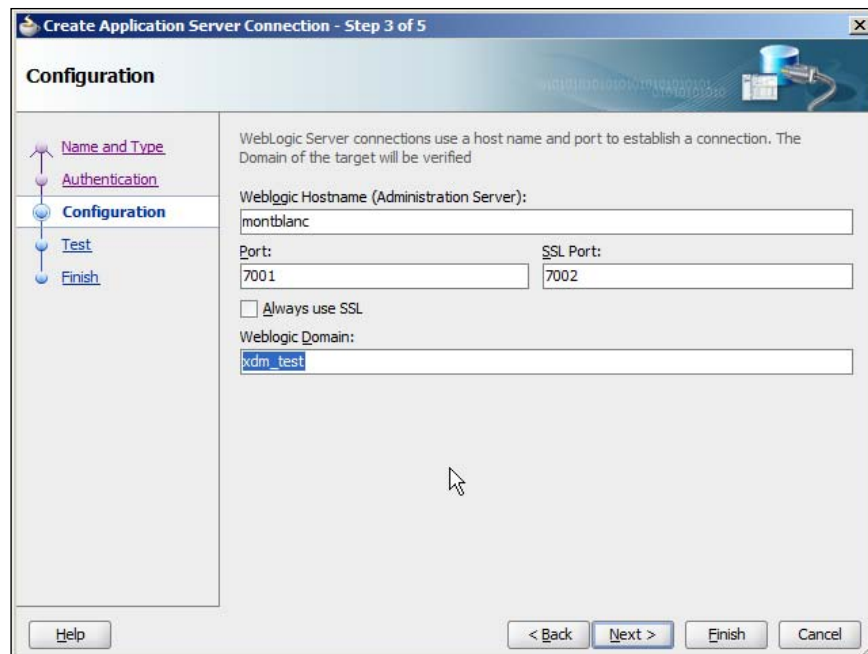 Create Application Server Connection - Step 3 of 5
Configuration
Name and Type
Authentication
Configuration
Test
Finish
WebLogic Server connections use a host name and port to establish a connection. The
Domain of the target will be verified
Weblogic Hostname (Administration Server):
montblanc
Port:
SSL Port:
7001
7002
Always use SSL
Weblogic Domain:
xdm_test
Help
< Back
Next >
Finish
Cancel